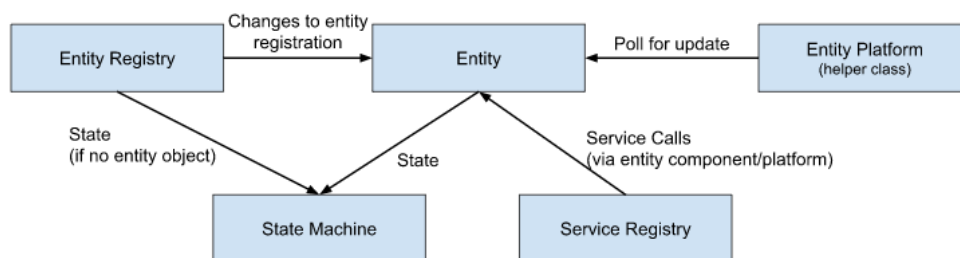 Changes to entity
registration
Entity Registry
Entity
Poll for update
Entity Platform
(helper class)
State
(if no entity object)
State
Service Calls
(via entity component/platform)
State Machine
Service Registry